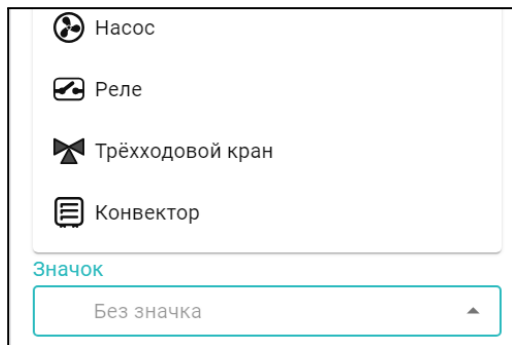 Насос
Реле
Трёхходовой кран
Конвектор
Значок
Без значка